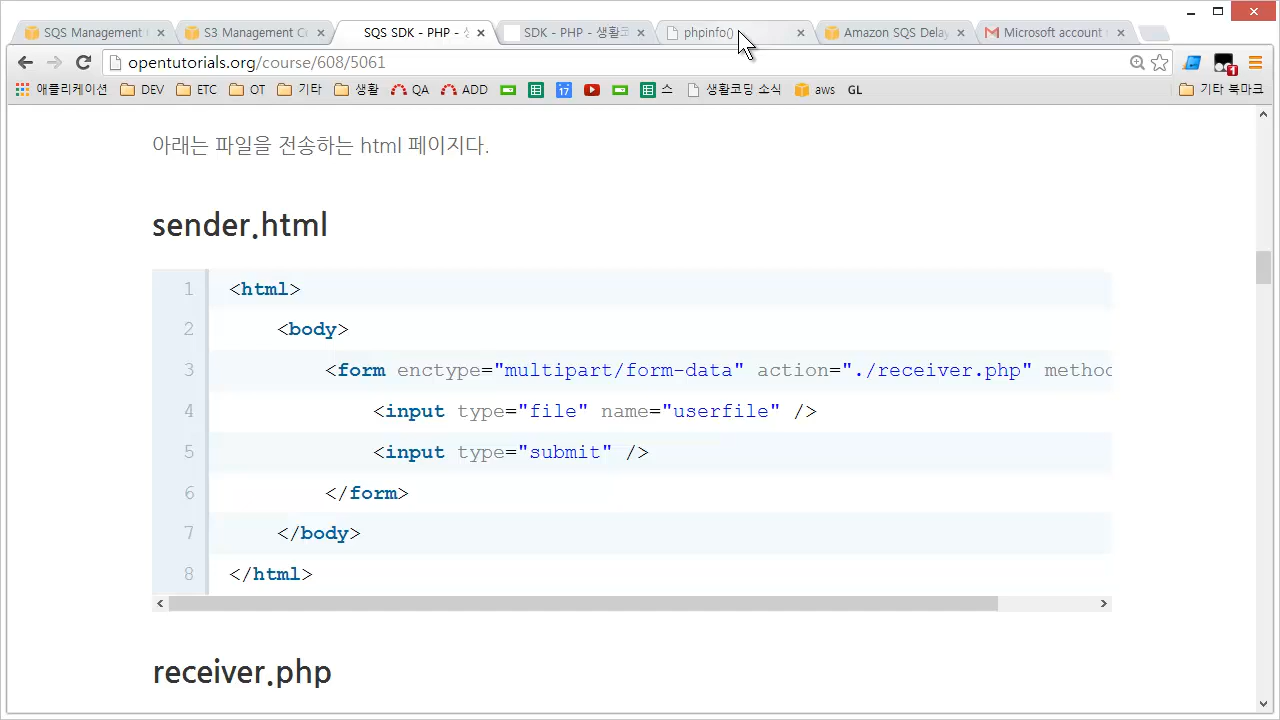 SQS Management
S3 Management C
SQS SDK - PHP -
SDK - PHP - 생활코
phpinfo()
Amazon SQS Delay
Microsoft account
opentutorials.org/course/608/5061
애플리케이션
DEV
ETC
OT
기타
생활
QA
ADD
17
스
생활코딩 소식
aws
GL
기타 북마크
1
아래는 파일을 전송하는 html 페이지다.
sender.html
1 <html>
2 <body>
3 <form enctype="multipart/form-data" action="./receiver.php" method
4 <input type="file" name="userfile" />
5 <input type="submit" />
6 </form>
7 </body>
8 </html>
receiver.php